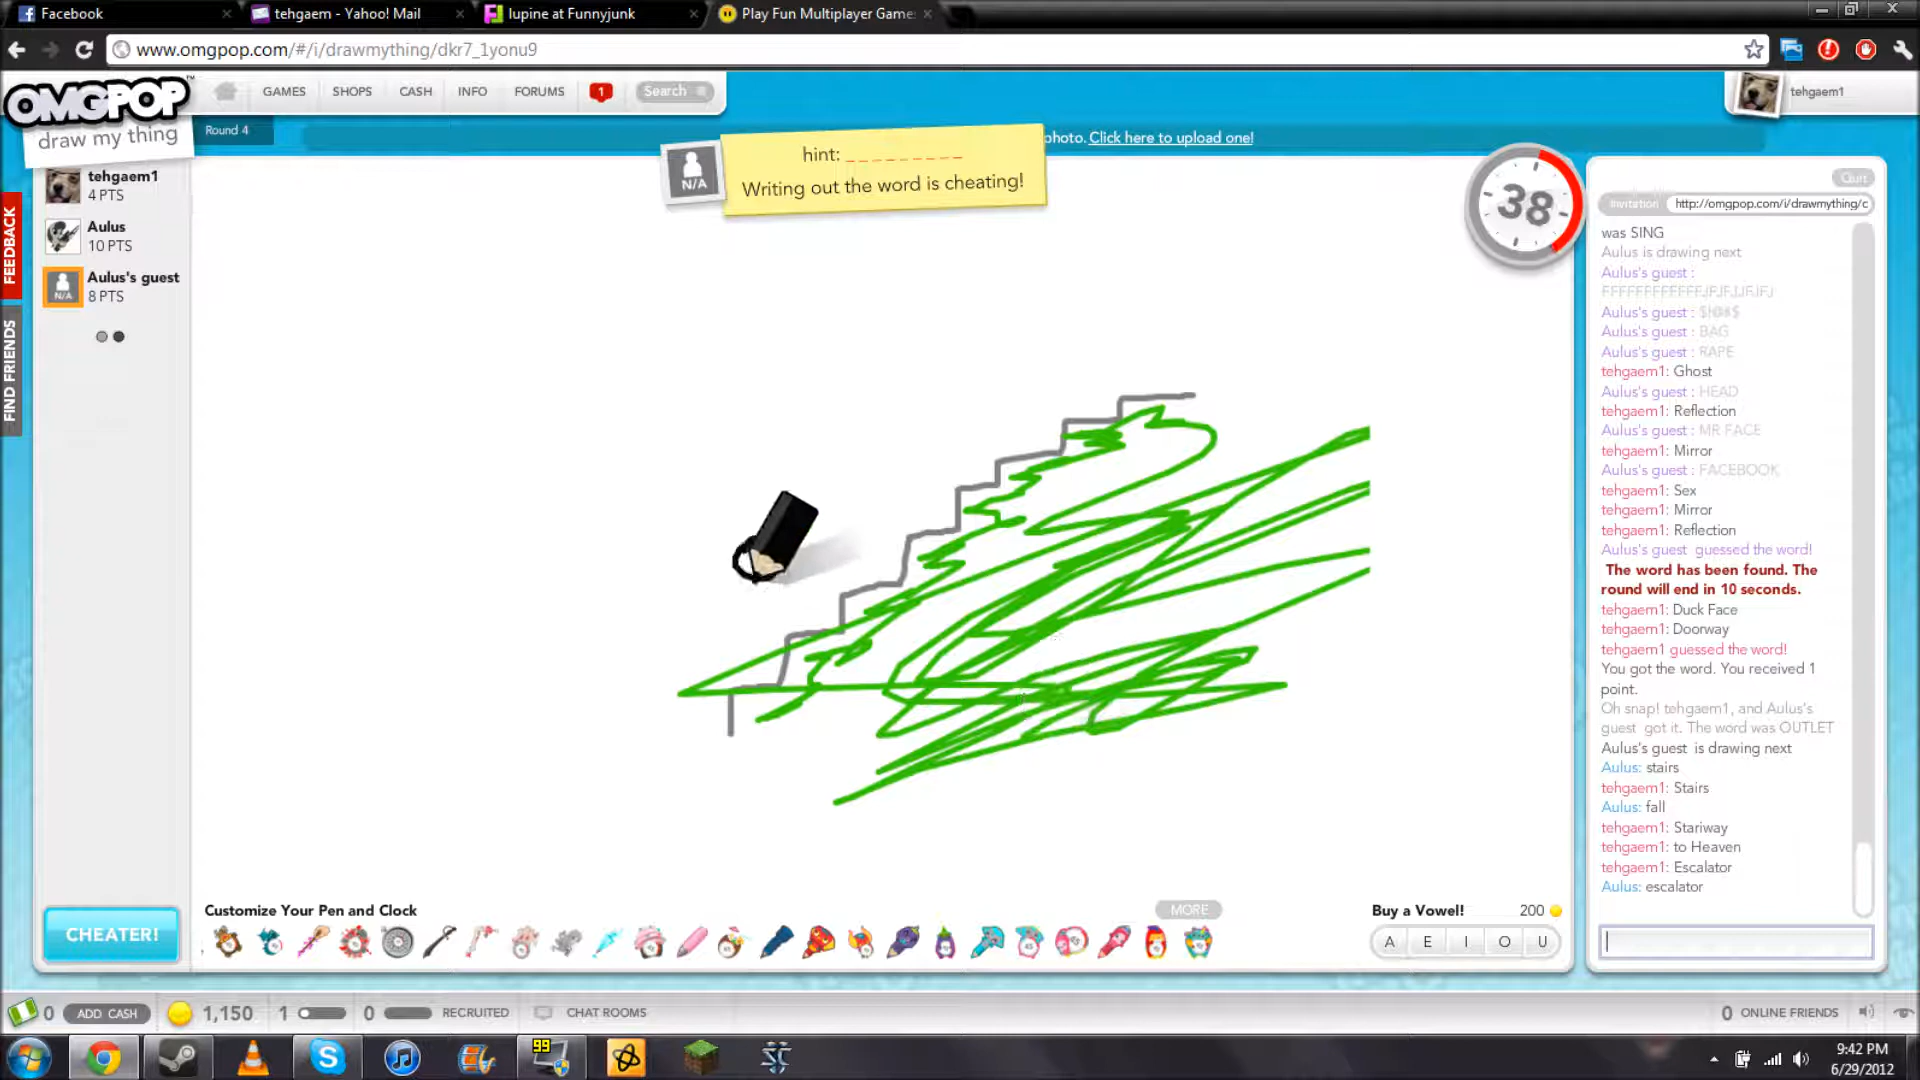 Facebook
tehgaem - Yahoo! Mail
lupine at Funnyjunk
Play Fun Multiplayer Game
www.omgpop.com/#/i/drawmything/dkr7_1yonu9
OMGPOP
draw my thing
GAMES
SHOPS
CASH
INFO
FORUMS
1
Search
tehgaem1
Round 4
photo. Click here to upload one!
hint: _ _ _ _ _ _ _ _ _
Writing out the word is cheating!
N/A
38
FEEDBACK
FIND FRIENDS
tehgaem1
4 PTS
Aulus
10 PTS
Aulus's guest
8 PTS
N/A
Quit
Invitation
http://omgpop.com/i/drawmything/c
was SING
Aulus is drawing next
Aulus's guest :
Aulus's guest : $!@#$
Aulus's guest : BAG
Aulus's guest : RAPE
tehgaem1: Ghost
Aulus's guest : HEAD
tehgaem1: Reflection
Aulus's guest : MR FACE
tehgaem1: Mirror
Aulus's guest : FACEBOOK
tehgaem1: Sex
tehgaem1: Mirror
tehgaem1: Reflection
Aulus's guest guessed the word!
The word has been found. The
round will end in 10 seconds.
tehgaem1: Duck Face
tehgaem1: Doorway
tehgaem1 guessed the word!
You got the word. You received 1
point.
Oh snap! tehgaem1, and Aulus's
guest got it. The word was OUTLET
Aulus's guest is drawing next
Aulus: stairs
tehgaem1: Stairs
Aulus: fall
tehgaem1: Stariway
tehgaem1: to Heaven
tehgaem1: Escalator
Aulus: escalator
CHEATER!
Customize Your Pen and Clock
MORE
Buy a Vowel!
200
A E I O U
0
ADD CASH
1,150
1
0
RECRUITED
CHAT ROOMS
0 ONLINE FRIENDS
99
9:42 PM
6/29/2012